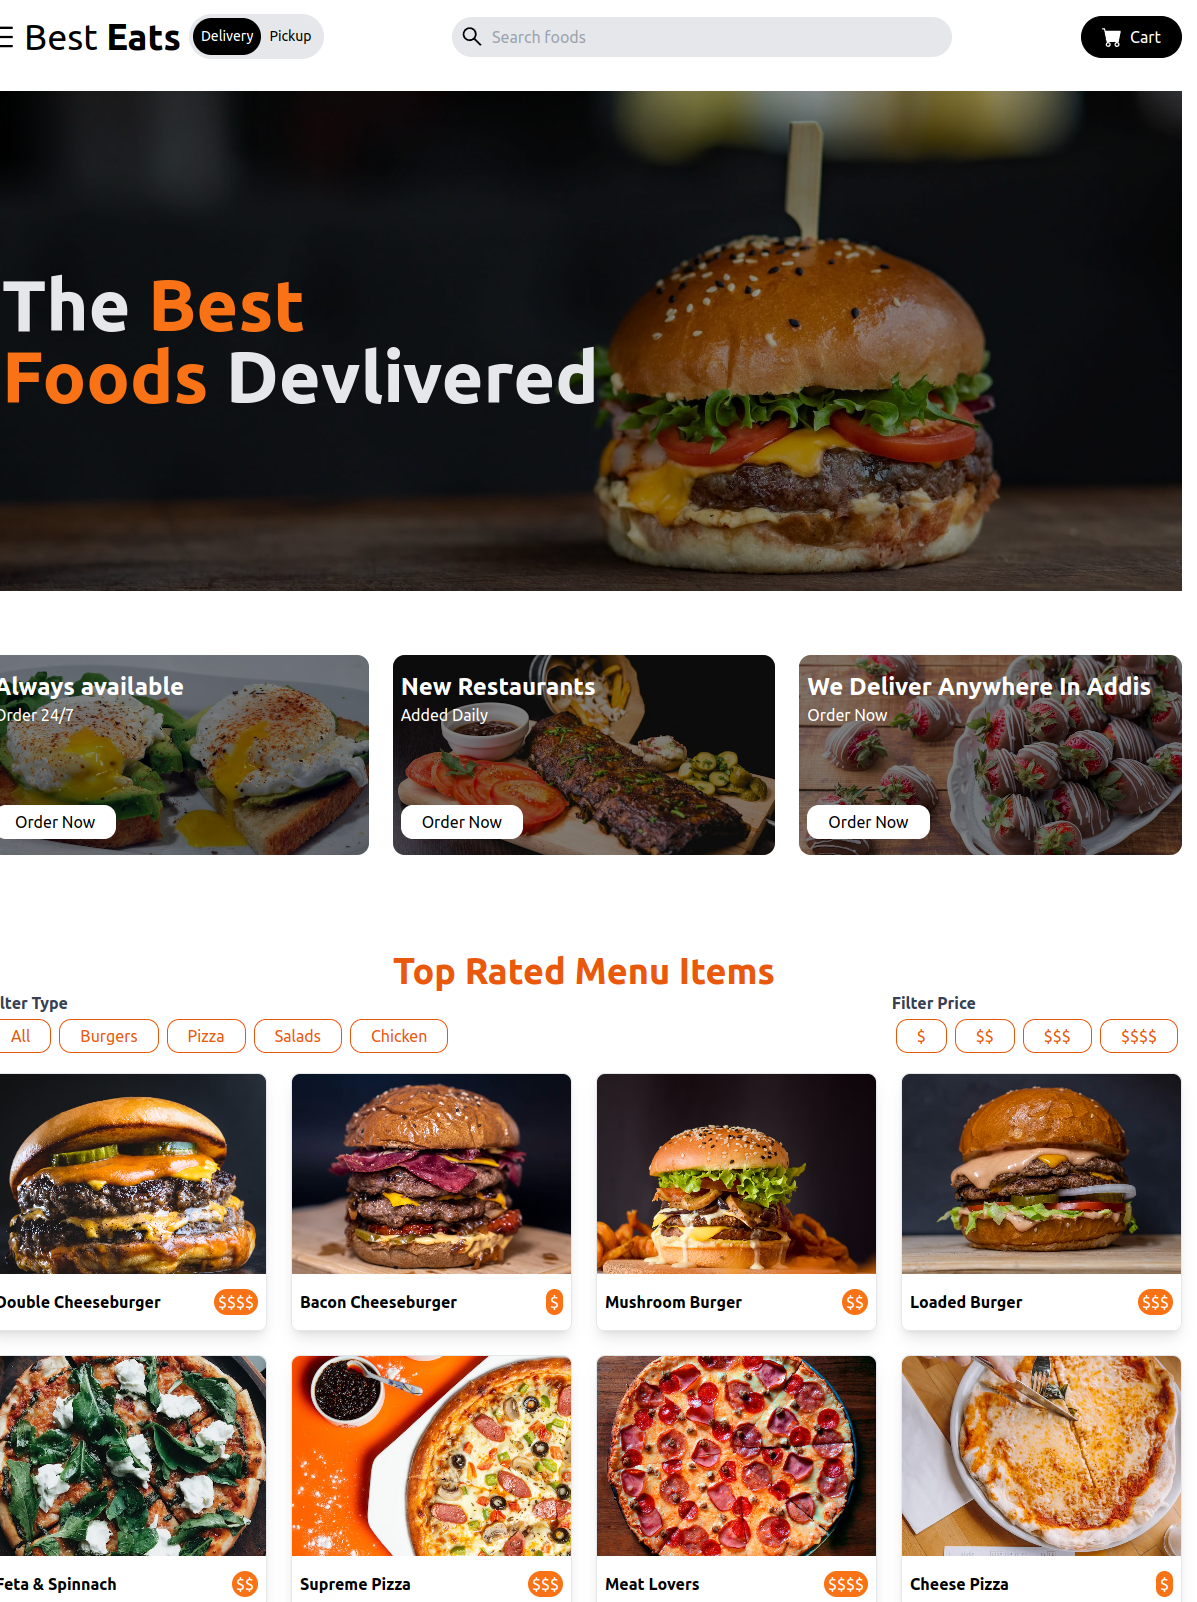 Best Eats
Delivery Pickup
Search foods
Cart
The Best
Foods Devlivered
Always available
Order 24/7
Order Now
New Restaurants
Added Daily
Order Now
We Deliver Anywhere In Addis
Order Now
Order Now
Top Rated Menu Items
lter Type
All Burgers Pizza Salads Chicken
Filter Price
$ $$ $$$ $$$$
Double Cheeseburger $$$$
Bacon Cheeseburger $
Mushroom Burger $$
Loaded Burger $$$
Feta & Spinnach $$
Supreme Pizza $$$
Meat Lovers $$$$
Cheese Pizza $